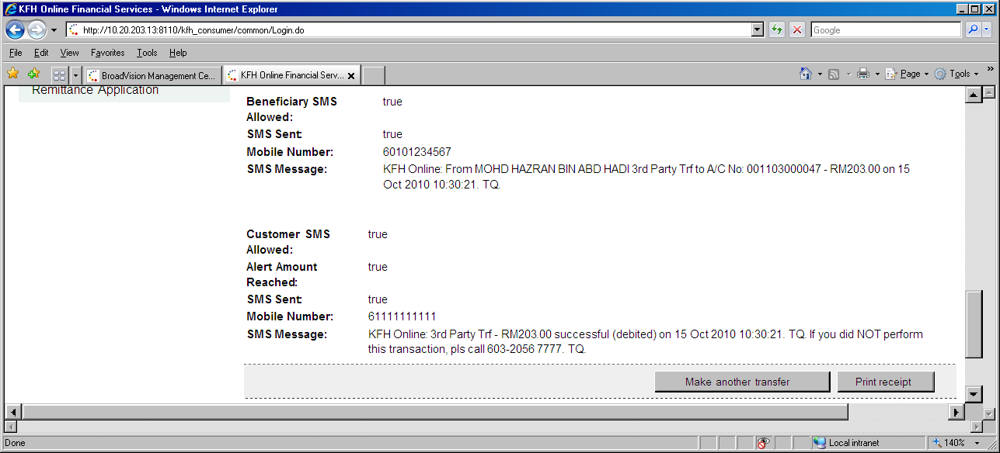 KFH Online Financial Services - Windows Internet Explorer
http://10.20.203.13:8110/kfh_consumer/common/Login.do
Google
File Edit View Favorites Tools Help
BroadVision Management Ce... KFH Online Financial Serv... Page Tools
Remittance Application
Beneficiary SMS true
Allowed:
SMS Sent: true
Mobile Number: 60101234567
SMS Message: KFH Online: From MOHD HAZRAN BIN ABD HADI 3rd Party Trf to A/C No: 001103000047 - RM203.00 on 15
Oct 2010 10:30:21. TQ.
Customer SMS true
Allowed:
Alert Amount true
Reached:
SMS Sent: true
Mobile Number: 61111111111
SMS Message: KFH Online: 3rd Party Trf - RM203.00 successful (debited) on 15 Oct 2010 10:30:21. TQ. If you did NOT perform
this transaction, pls call 603-2056 7777. TQ.
Make another transfer Print receipt
Done Local intranet 140%